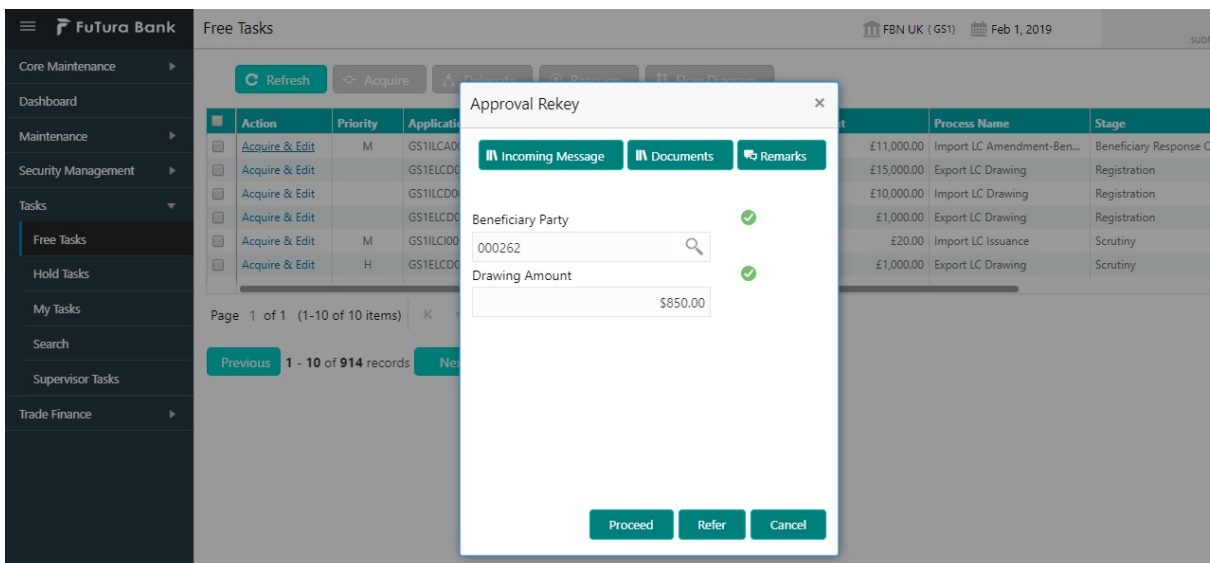 FuTura Bank
Free Tasks
FBN UK ( GS1)
Feb 1, 2019
Core Maintenance
Dashboard
Maintenance
Security Management
Tasks
Free Tasks
Hold Tasks
My Tasks
Search
Supervisor Tasks
Trade Finance
Refresh Acquire Delegate Reassign Flow Diagram
Action Priority Process Name Stage
Acquire & Edit M £11,000.00 Import LC Amendment-Ben... Beneficiary Response
Acquire & Edit £15,000.00 Export LC Drawing Registration
Acquire & Edit £10,000.00 Import LC Drawing Registration
Acquire & Edit £1,000.00 Export LC Drawing Registration
Acquire & Edit M £20.00 Import LC Issuance Scrutiny
Acquire & Edit H £1,000.00 Export LC Drawing Scrutiny
Page 1 of 1 (1-10 of 10 items)
Previous 1 - 10 of 914 records
Approval Rekey
Incoming Message Documents Remarks
Beneficiary Party
000262
Drawing Amount
$850.00
Proceed Refer Cancel